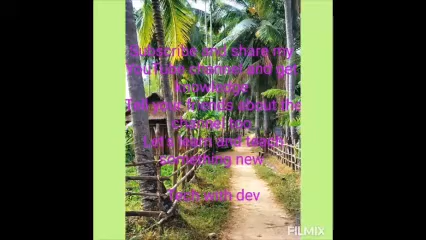 Subscribe and share my
youTube channel and get
knowledge
Tell your friends about the
channel too
Let's learn and teach
something new
Tech with dev
FILMIX